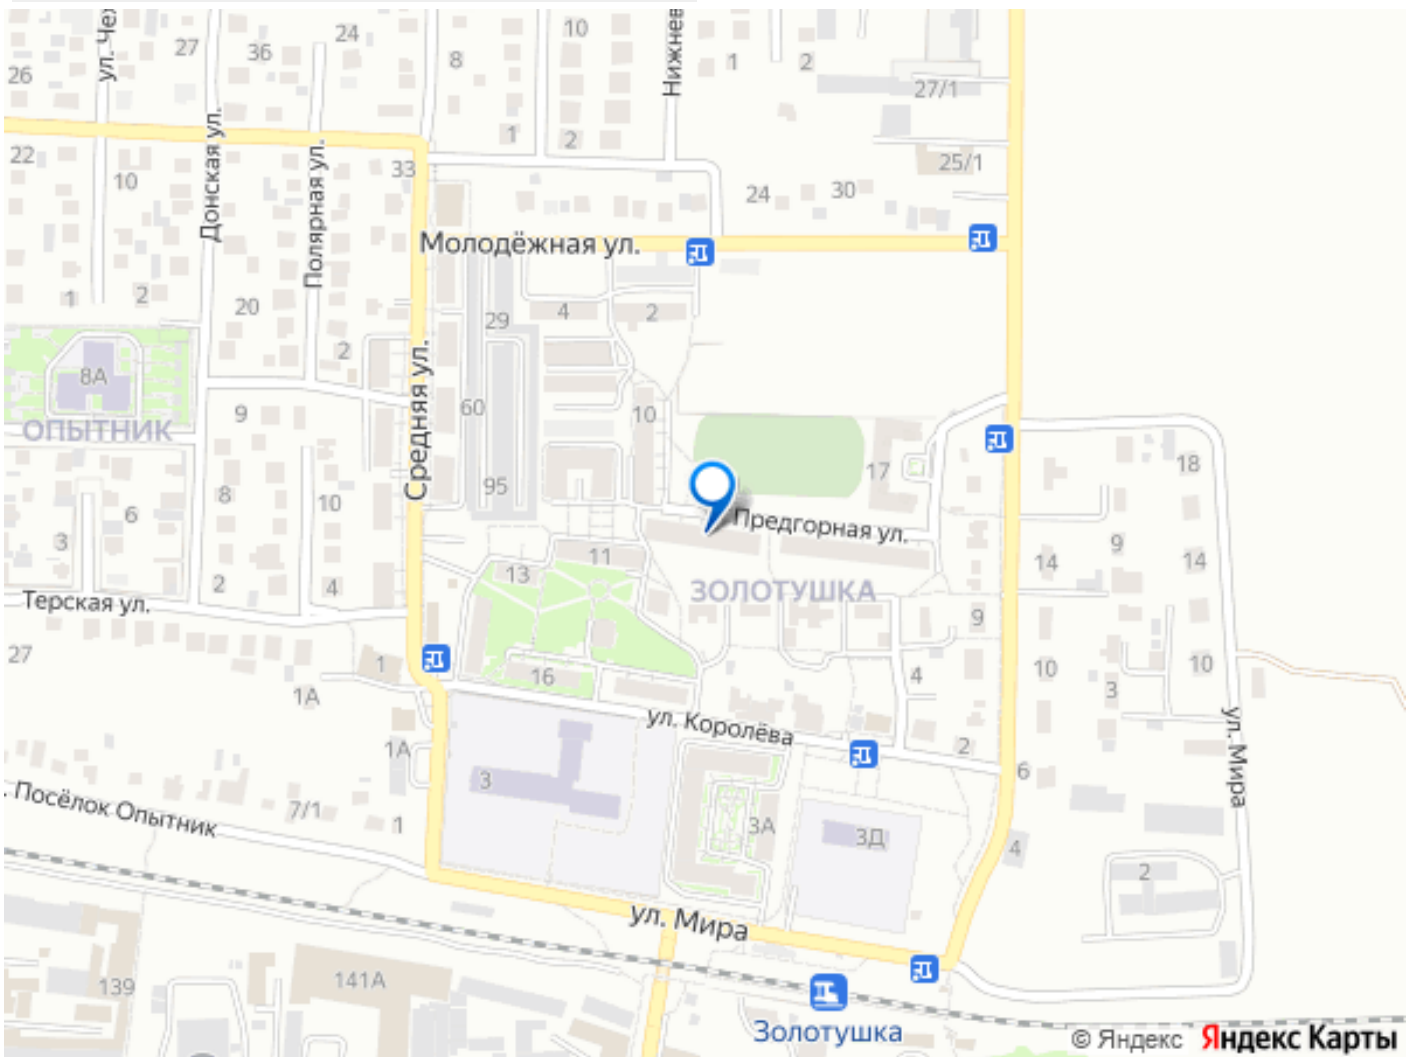 ул. Чех
27
36
24
8
10
Нижнев
1
2
27/1
26
22
10
Донская ул.
Полярная ул.
33
1
2
25/1
24
30
Молодёжная ул.
1
2
20
2
29
4
2
8А
ОПЫТНИК
9
Средняя ул.
60
10
95
17
18
8
10
6
3
Предгорная ул.
9
14
14
11
13
2
4
ЗОЛОТУШКА
Терская ул.
9
27
1
16
4
10
3
10
1А
ул. Королёва
2
ул. Мира
1А
3
6
. Посёлок Опытник
7/1
1
3А
3Д
4
2
ул. Мира
139
141А
Золотушка
© Яндекс Яндекс Карты